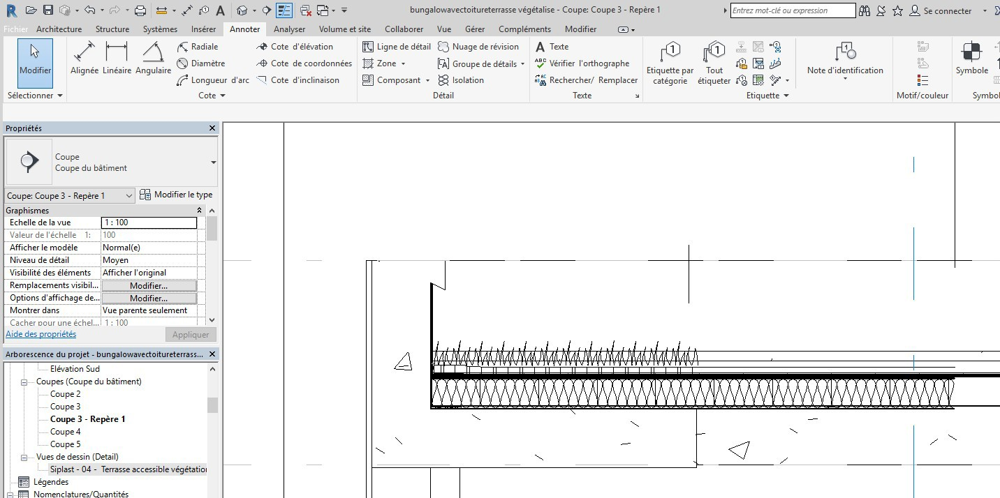 bungalowavectoitureterrasse végétalise - Coupe: Coupe 3 - Repère 1
Entrez mot-clé ou expression
Se connecter
Fichier Architecture Structure Systèmes Insérer Annoter Analyser Volume et site Collaborer Vue Gérer Compléments Modifier
Modifier
Sélectionner
Alignée Linéaire Angulaire
Radiale
Diamètre
Longueur d'arc
Cote d'élévation
Cote de coordonnées
Cote d'inclinaison
Cote
Ligne de détail
Zone
Composant
Nuage de révision
Groupe de détails
Isolation
Détail
A Texte
ABC Vérifier l'orthographe
Rechercher/ Remplacer
Texte
Etiquette par
catégorie
Tout
étiqueter
Etiquette
Note d'identification
Motif/couleur
Symbole
Symbol
Propriétés
Coupe
Coupe du bâtiment
Coupe: Coupe 3 - Repère 1
Modifier le type
Graphismes
Echelle de la vue 1 : 100
Valeur de l'échelle 1: 100
Afficher le modèle Normal(e)
Niveau de détail Moyen
Visibilité des éléments Afficher l'original
Remplacements visibil... Modifier...
Options d'affichage de... Modifier...
Montrer dans Vue parente seulement
Cacher pour une échel... 1 : 100
Aide des propriétés
Appliquer
Arborescence du projet - bungalowavectoitureterrass...
Elévation Sud
Coupes (Coupe du bâtiment)
Coupe 2
Coupe 3
Coupe 3 - Repère 1
Coupe 4
Coupe 5
Vues de dessin (Detail)
Siplast - 04 - Terrasse accessible végétation
Légendes
Nomenclatures/Quantités